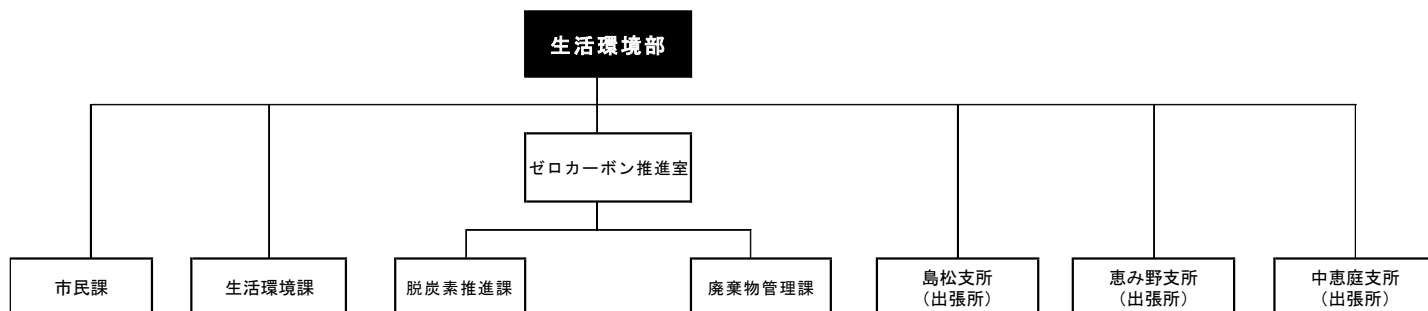 生活環境部
ゼロカーボン推進室
市民課
生活環境課
脱炭素推進課
廃棄物管理課
島松支所
（出張所）
恵み野支所
（出張所）
中恵庭支所
（出張所）